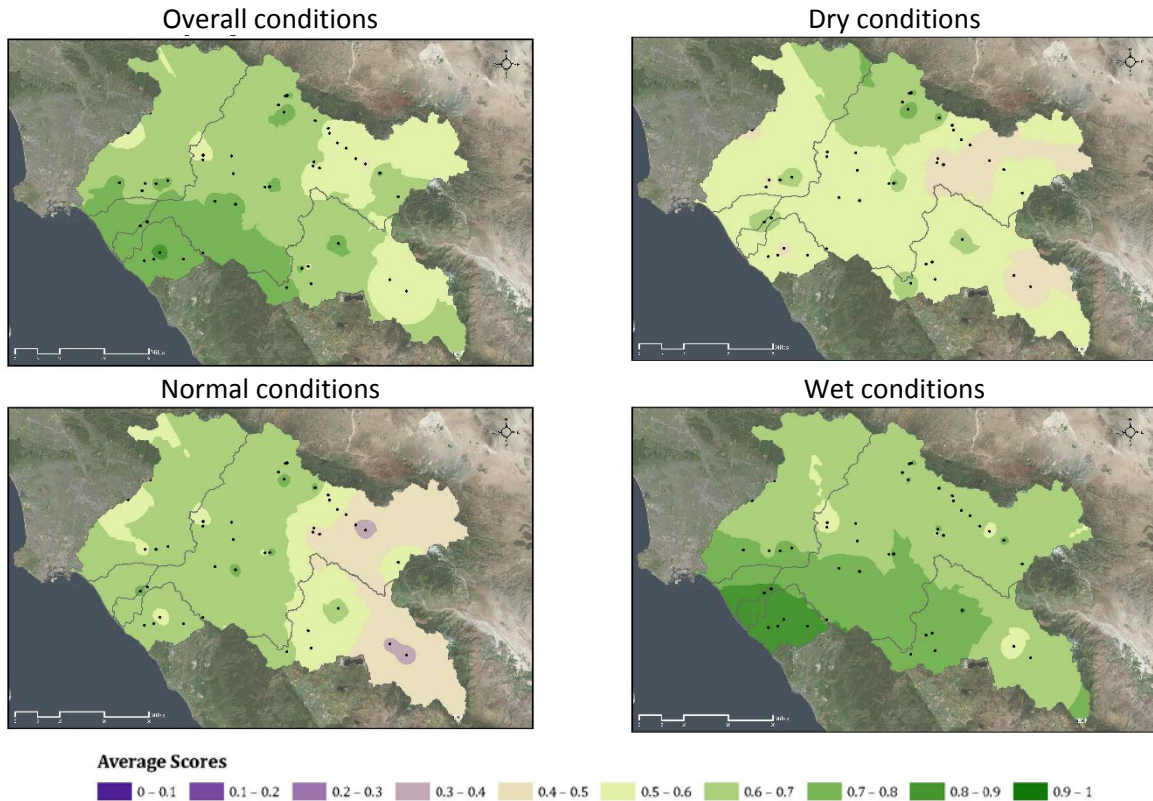 Overall conditions
Dry conditions
Normal conditions
Wet conditions
Average Scores
0 – 0.1
0.1 – 0.2
0.2 – 0.3
0.3 – 0.4
0.4 – 0.5
0.5 – 0.6
0.6 – 0.7
0.7 – 0.8
0.8 – 0.9
0.9 – 1